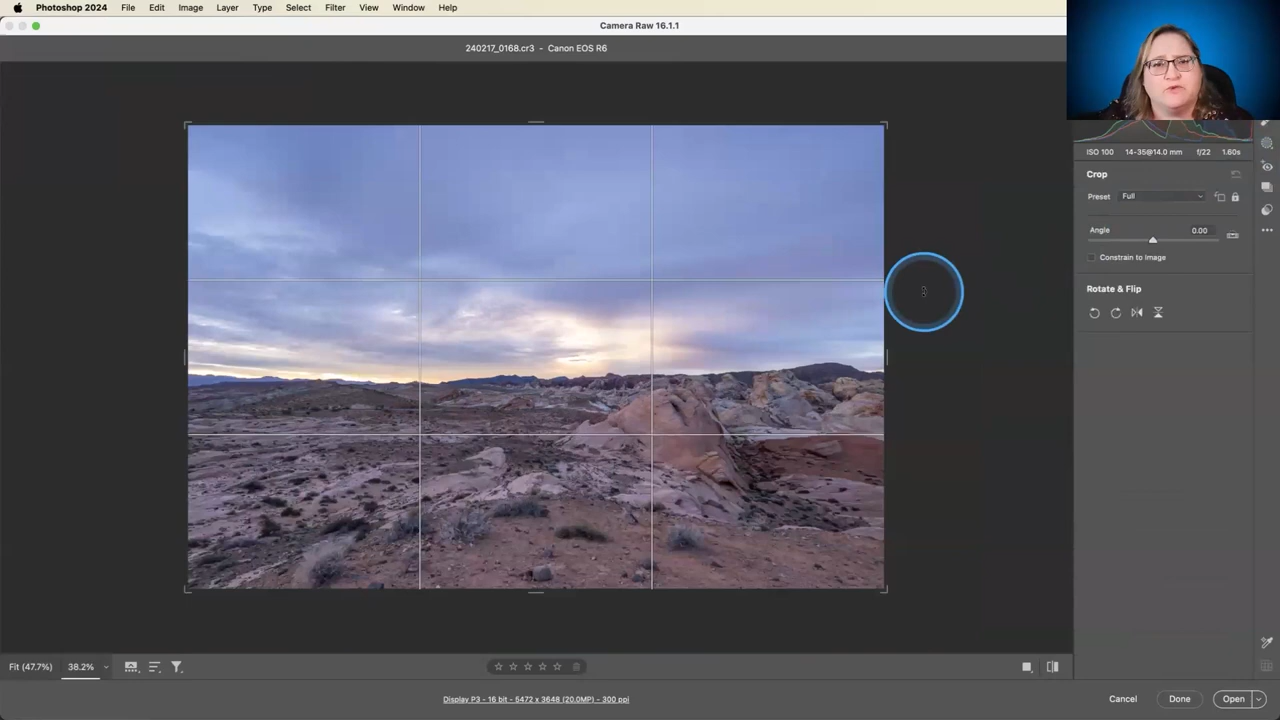 Photoshop 2024 File Edit Image Layer Type Select Filter View Window Help
Camera Raw 16.1.1
240217_0168.cr3 - Canon EOS R6
ISO 100 14-35@14.0 mm f/22 1.60s
Crop
Preset Full
Angle 0.00
Constrain to Image
Rotate & Flip
Fit (47.7%) 38.2%
Display P3 - 16 bit - 5472 x 3648 (20.0MP) - 300 ppi
Cancel Done Open